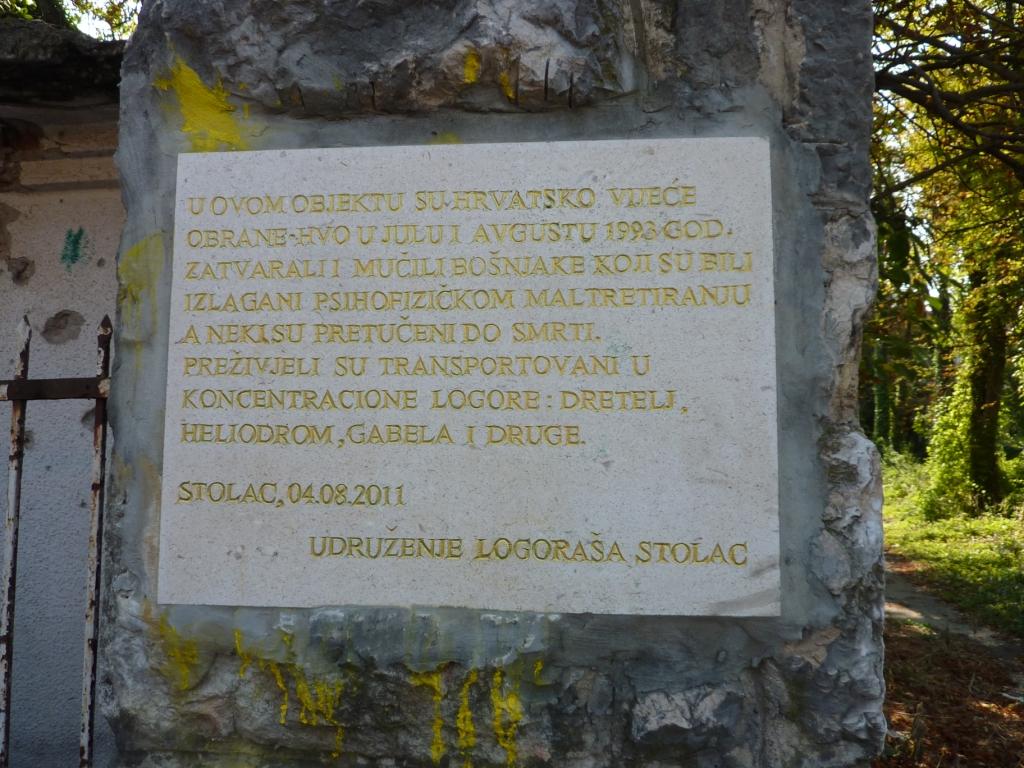 U OVOM OBJEKTU SU HRVATSKO VIJEĆE
OBRANE-HVO U JULU I AVGUSTU 1993 GOD.
ZATVARALI I MUČILI BOŠNJAKE KOJI SU BILI
IZLAGANI PSIHOFIZIČKOM MALTRETIRANJU
A NEKI SU PRETUČENI DO SMRTI.
PREŽIVJELI SU TRANSPORTOVANI U
KONCENTRACIONE LOGORE : DRETELJ,
HELIODROM, GABELA I DRUGE.
STOLAC, 04.08.2011
UDRUŽENJE LOGORAŠA STOLAC